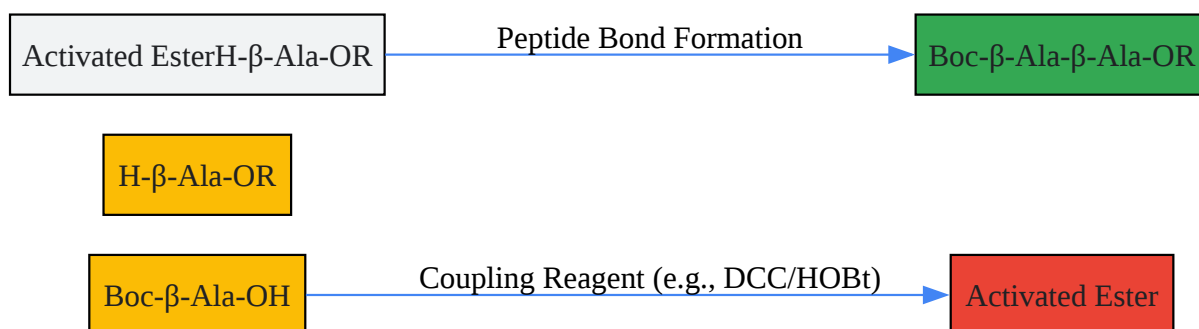 Activated EsterH-β-Ala-OR
Peptide Bond Formation
Boc-β-Ala-β-Ala-OR
H-β-Ala-OR
Boc-β-Ala-OH
Coupling Reagent (e.g., DCC/HOBt)
Activated Ester